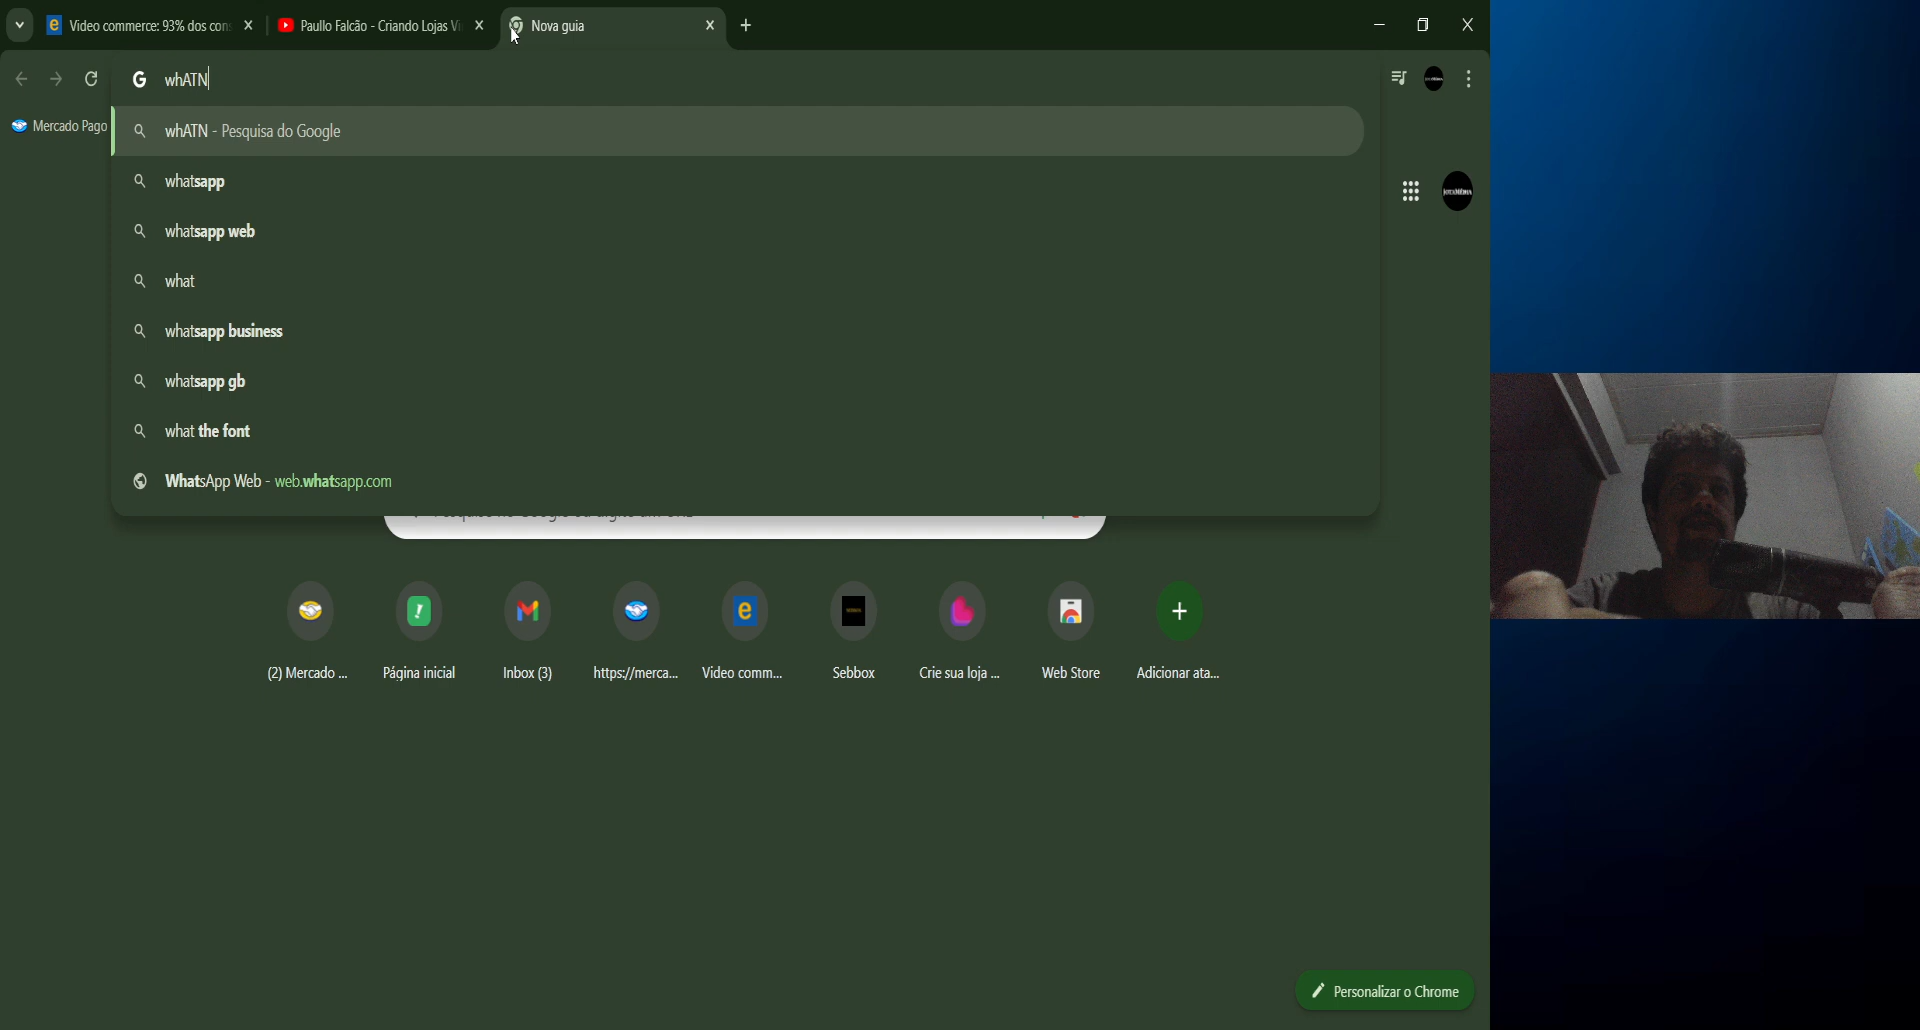 Video commerce: 93% dos cons
Paullo Falcão - Criando Lojas Vi
Nova guia
whATN
Mercado Pago
whATN - Pesquisa do Google
whatsapp
whatsapp web
what
whatsapp business
whatsapp gb
what the font
WhatsApp Web - web.whatsapp.com
(2) Mercado ...
Página inicial
Inbox (3)
https://merca...
Video comm...
Sebbox
Crie sua loja ...
Web Store
Adicionar ata...
Personalizar o Chrome